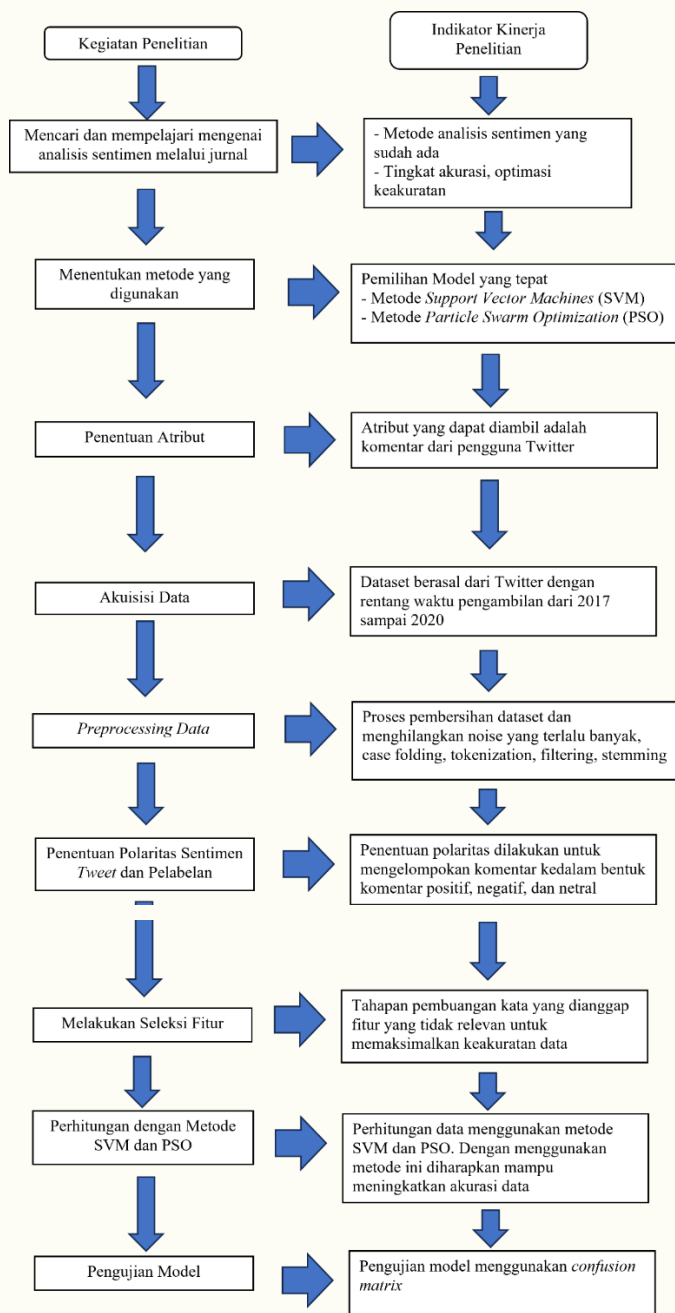 Kegiatan Penelitian
Indikator Kinerja
Penelitian
Mencari dan mempelajari mengenai
analisis sentimen melalui jurnal
- Metode analisis sentimen yang
sudah ada
- Tingkat akurasi, optimasi
keakuratan
Menentukan metode yang
digunakan
Pemilihan Model yang tepat
- Metode Support Vector Machines (SVM)
- Metode Particle Swarm Optimization (PSO)
Penentuan Atribut
Atribut yang dapat diambil adalah
komentar dari pengguna Twitter
Akuisisi Data
Dataset berasal dari Twitter dengan
rentang waktu pengambilan dari 2017
sampai 2020
Preprocessing Data
Proses pembersihan dataset dan
menghilangkan noise yang terlalu banyak,
case folding, tokenization, filtering, stemming
Penentuan Polaritas Sentimen
Tweet dan Pelabelan
Penentuan polaritas dilakukan untuk
mengelompokan komentar kedalam bentuk
komentar positif, negatif, dan netral
Melakukan Seleksi Fitur
Tahapan pembuangan kata yang dianggap
fitur yang tidak relevan untuk
memaksimalkan keakuratan data
Perhitungan dengan Metode
SVM dan PSO
Perhitungan data menggunakan metode
SVM dan PSO. Dengan menggunakan
metode ini diharapkan mampu
meningkatkan akurasi data
Pengujian Model
Pengujian model menggunakan confusion
matrix